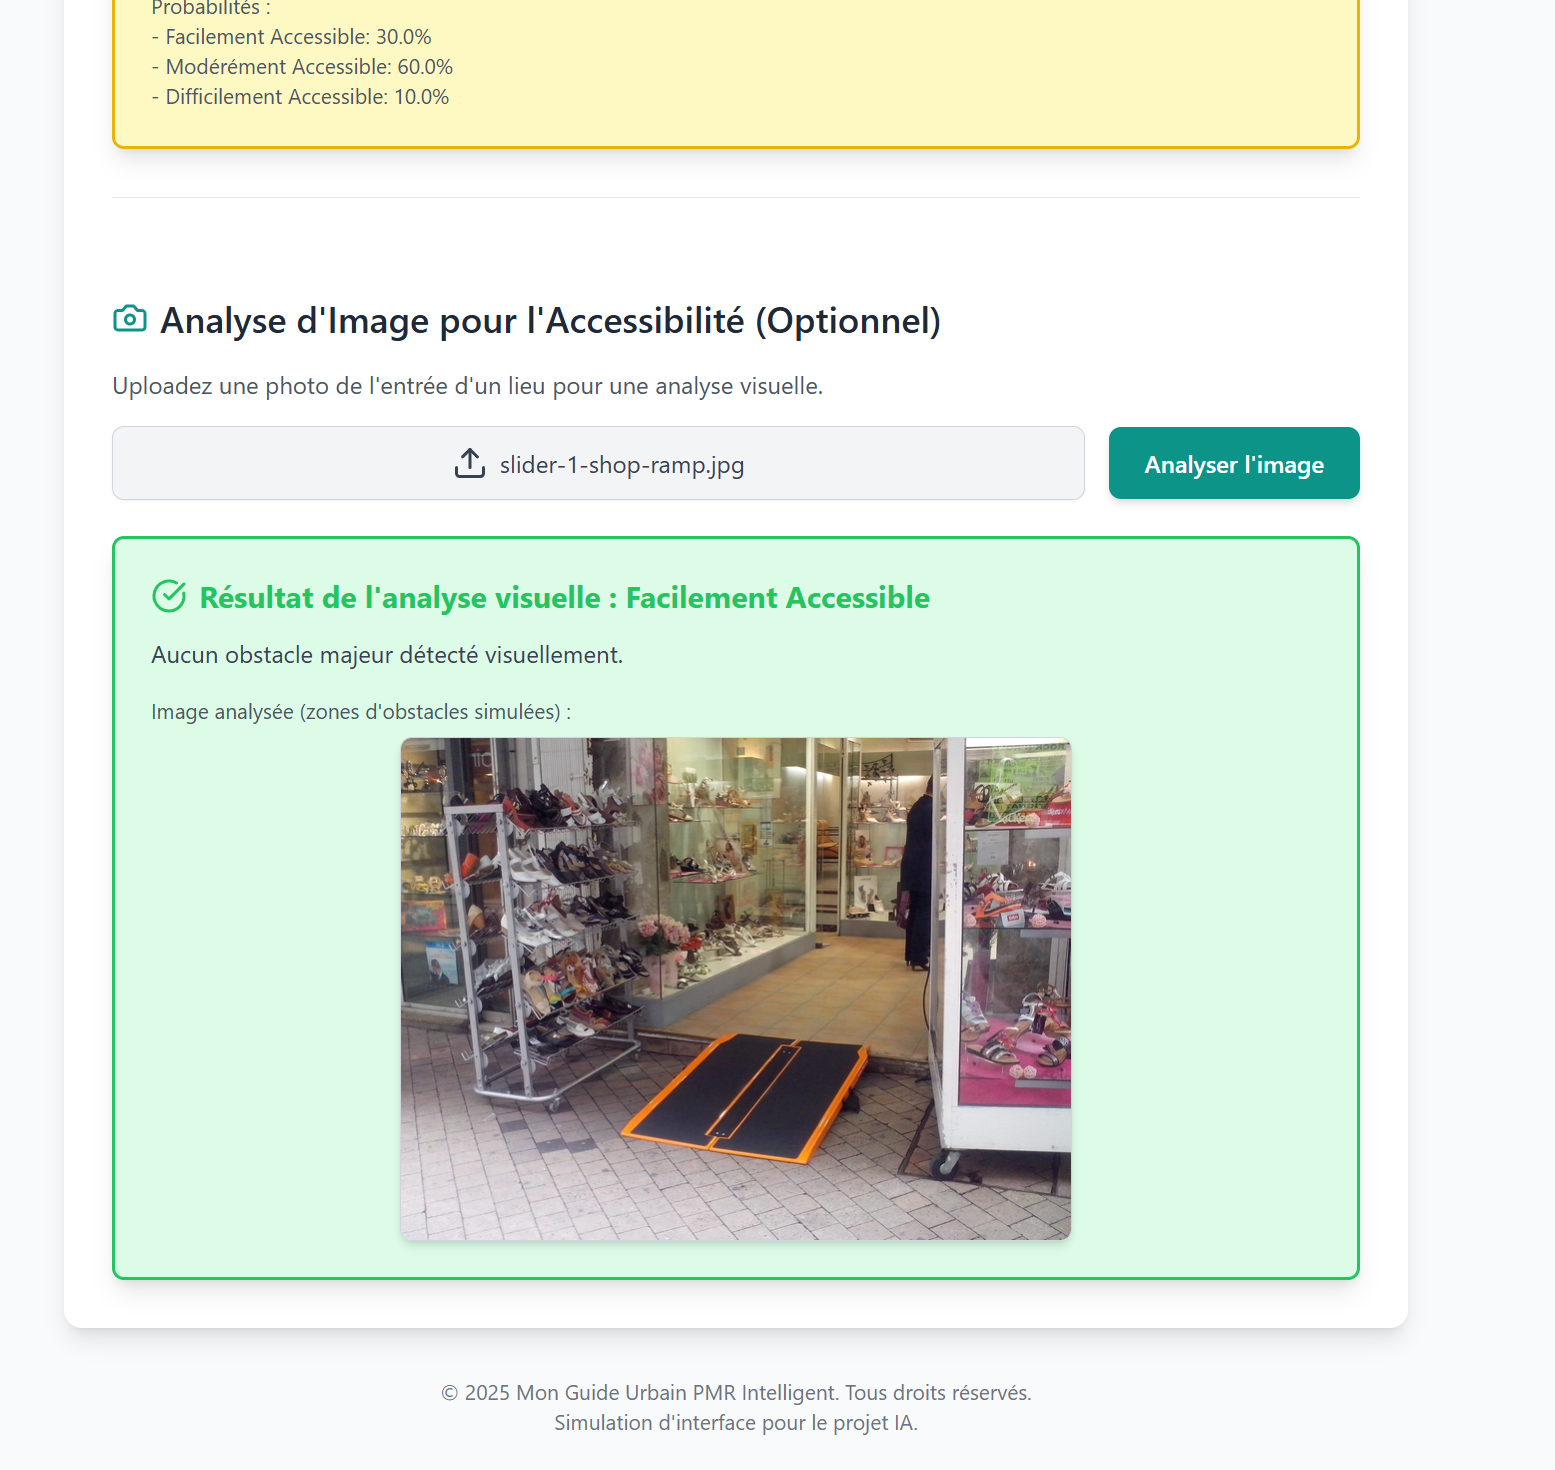 Probabilités :
- Facilement Accessible: 30.0%
- Modérément Accessible: 60.0%
- Difficilement Accessible: 10.0%
Analyse d'Image pour l'Accessibilité (Optionnel)
Uploadez une photo de l'entrée d'un lieu pour une analyse visuelle.
slider-1-shop-ramp.jpg
Analyser l'image
Résultat de l'analyse visuelle : Facilement Accessible
Aucun obstacle majeur détecté visuellement.
Image analysée (zones d'obstacles simulées) :
© 2025 Mon Guide Urbain PMR Intelligent. Tous droits réservés.
Simulation d'interface pour le projet IA.